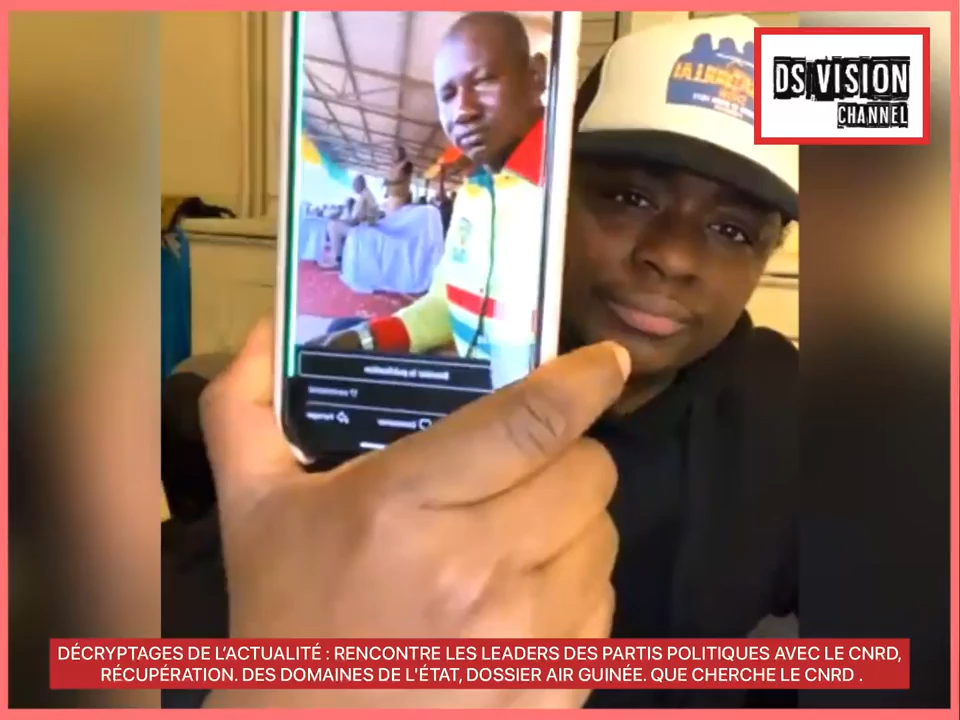 DS VISION
CHANNEL
DÉCRYPTAGES DE L'ACTUALITÉ : RENCONTRE LES LEADERS DES PARTIS POLITIQUES AVEC LE CNRD,
RÉCUPÉRATION. DES DOMAINES DE L'ÉTAT, DOSSIER AIR GUINÉE. QUE CHERCHE LE CNRD .